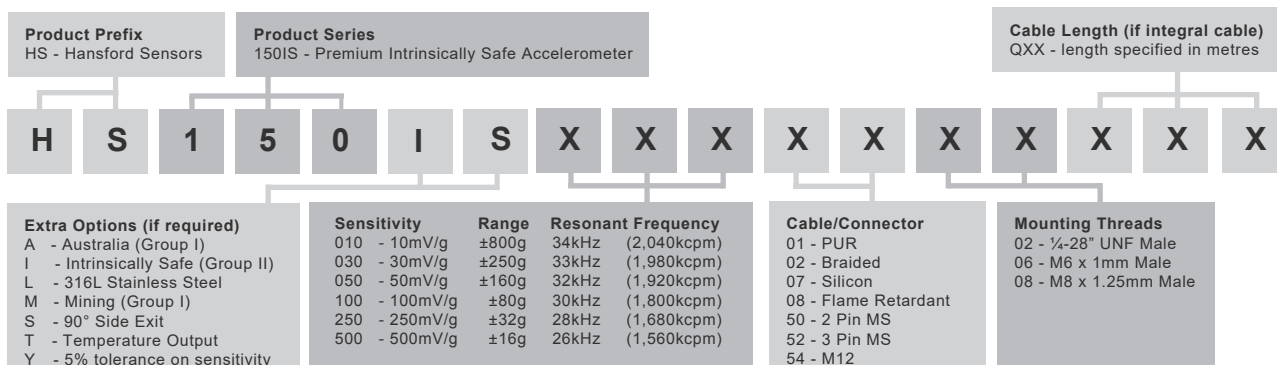 Product Prefix
HS - Hansford Sensors
Product Series
150IS - Premium Intrinsically Safe Accelerometer
Cable Length (if integral cable)
QXX - length specified in metres
H S 1 5 0 I S X X X X X X X X X X
Extra Options (if required)
A - Australia (Group I)
I - Intrinsically Safe (Group II)
L - 316L Stainless Steel
M - Mining (Group I)
S - 90° Side Exit
T - Temperature Output
Y - 5% tolerance on sensitivity
Sensitivity Range Resonant Frequency
010 - 10mV/g ±800g 34kHz (2,040kcpm)
030 - 30mV/g ±250g 33kHz (1,980kcpm)
050 - 50mV/g ±160g 32kHz (1,920kcpm)
100 - 100mV/g ±80g 30kHz (1,800kcpm)
250 - 250mV/g ±32g 28kHz (1,680kcpm)
500 - 500mV/g ±16g 26kHz (1,560kcpm)
Cable/Connector
01 - PUR
02 - Braided
07 - Silicon
08 - Flame Retardant
50 - 2 Pin MS
52 - 3 Pin MS
54 - M12
Mounting Threads
02 - ¼-28” UNF Male
06 - M6 x 1mm Male
08 - M8 x 1.25mm Male